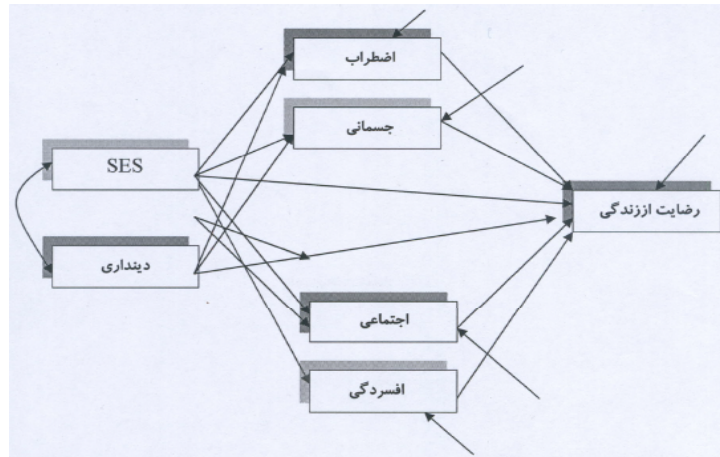 اضطراب
جسمانی
SES
رضایت اززندگی
دینداری
اجتماعی
افسردگی